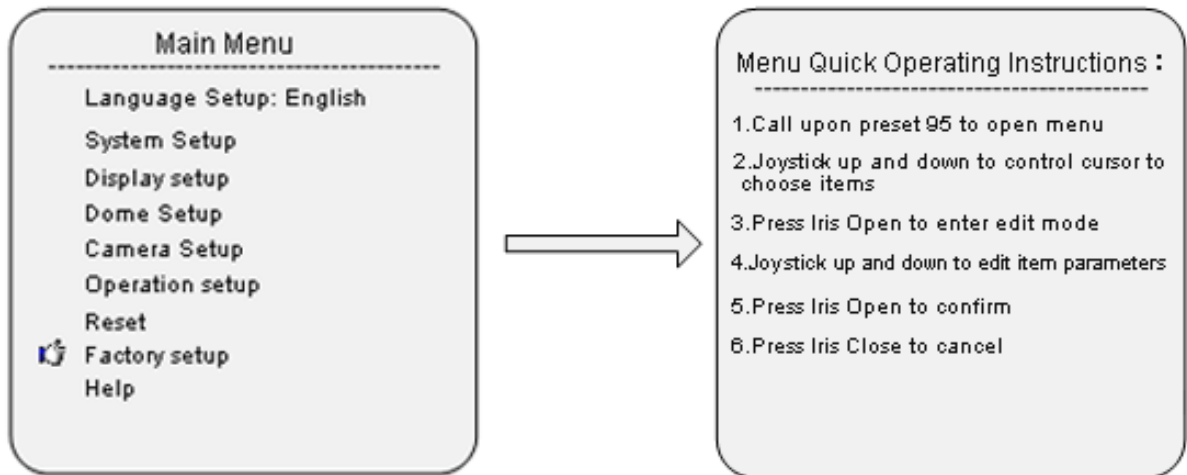 Main Menu
Language Setup: English
System Setup
Display setup
Dome Setup
Camera Setup
Operation setup
Reset
Factory setup
Help
Menu Quick Operating Instructions :
1.Call upon preset 95 to open menu
2.Joystick up and down to control cursor to
choose items
3.Press Iris Open to enter edit mode
4.Joystick up and down to edit item parameters
5.Press Iris Open to confirm
6.Press Iris Close to cancel